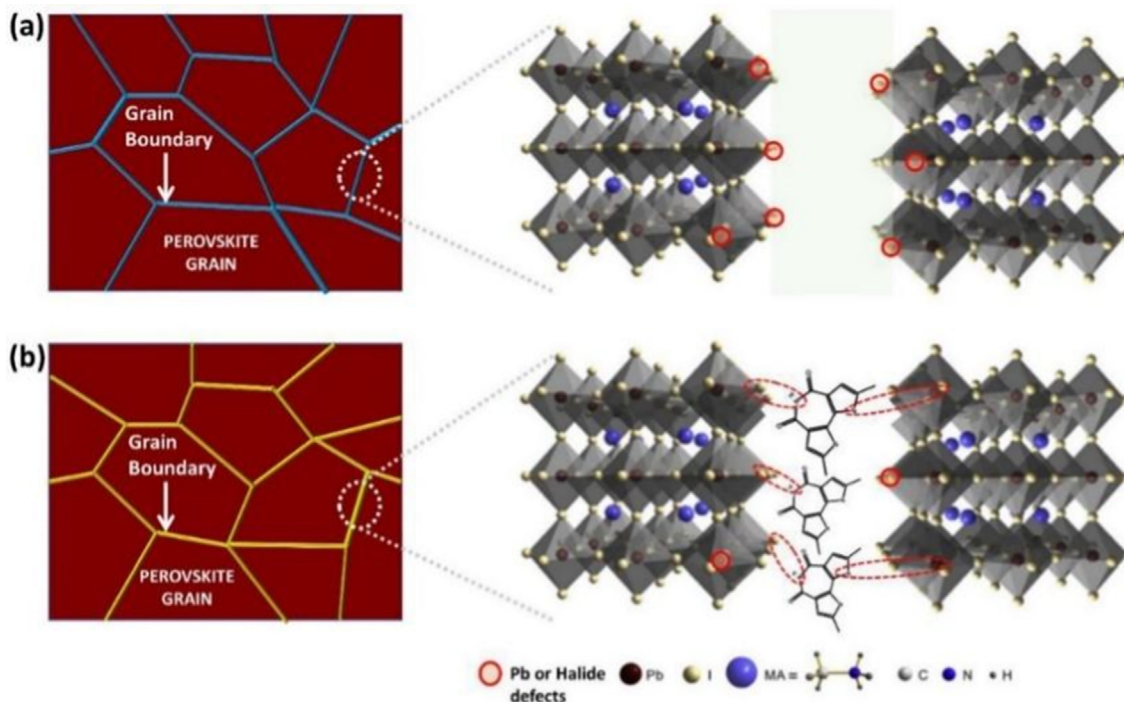 (a)
Grain
Boundary
PEROVSKITE
GRAIN
(b)
Grain
Boundary
PEROVSKITE
GRAIN
Pb or Halide
defects
Pb
I
MA =
C
N
H